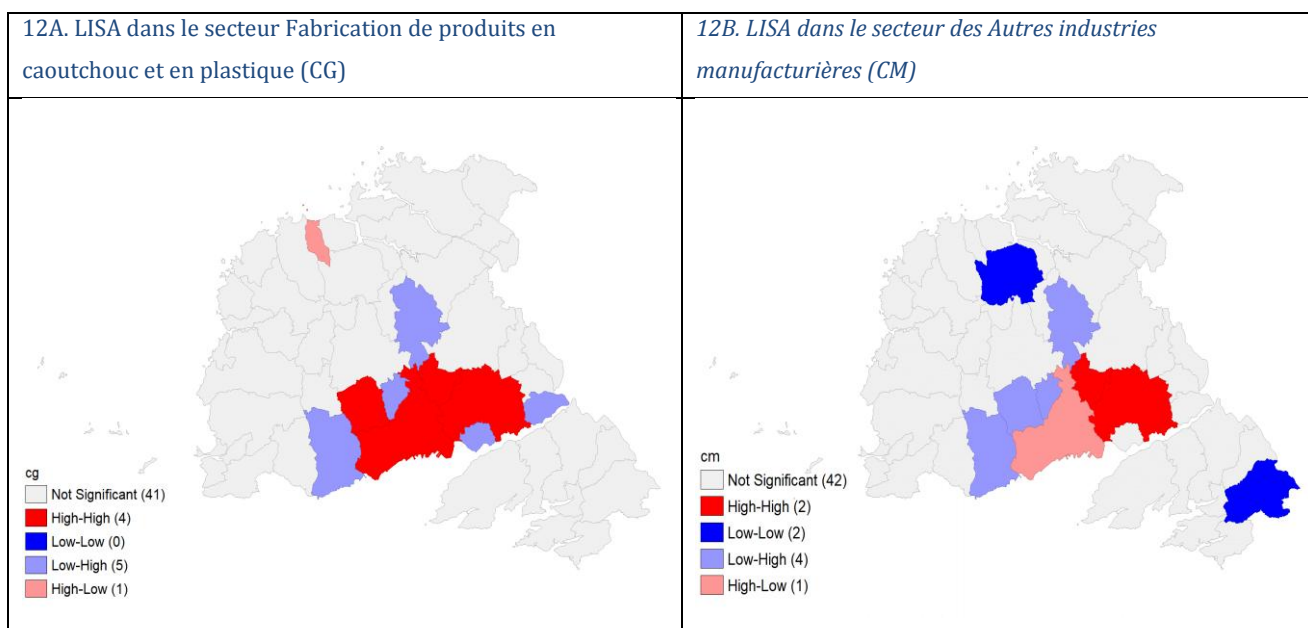 12A. LISA dans le secteur Fabrication de produits en
caoutchouc et en plastique (CG)
12B. LISA dans le secteur des Autres industries
manufacturières (CM)
cg
Not Significant (41)
High-High (4)
Low-Low (0)
Low-High (5)
High-Low (1)
cm
Not Significant (42)
High-High (2)
Low-Low (2)
Low-High (4)
High-Low (1)